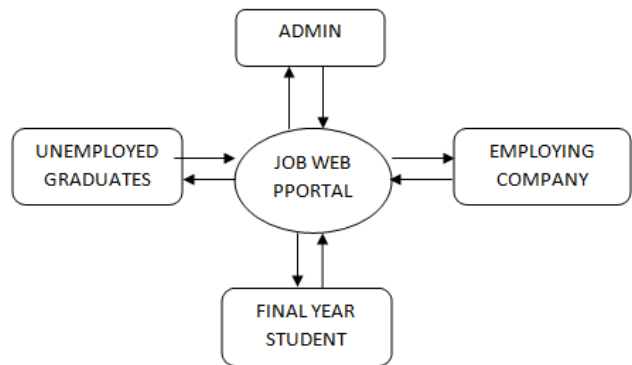 ADMIN
UNEMPLOYED
GRADUATES
JOB WEB
PPORTAL
EMPLOYING
COMPANY
FINAL YEAR
STUDENT